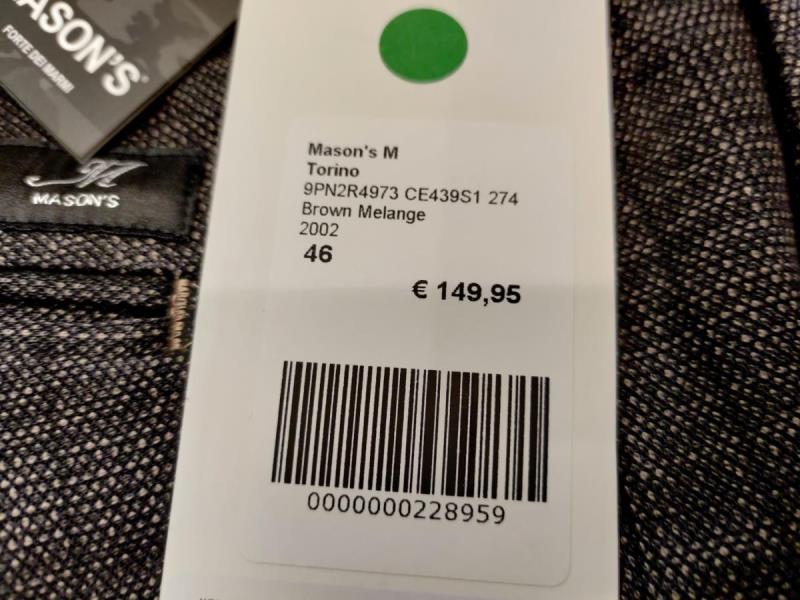 MASON'S
FORTE DEI MARMI
MASON'S
Mason's M
Torino
9PN2R4973 CE439S1 274
Brown Melange
2002
46
€ 149,95
0000000228959